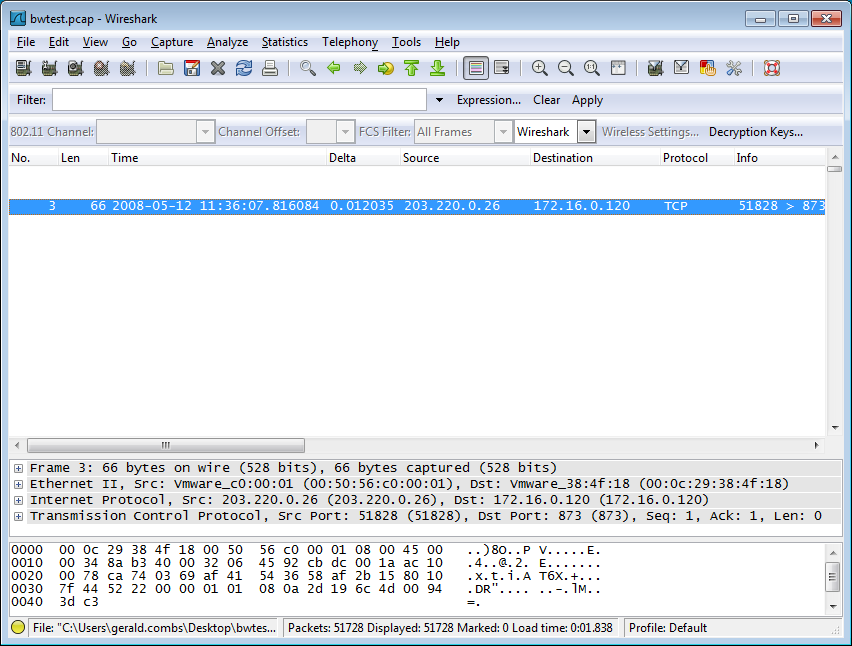 bwtest.pcap - Wireshark
File Edit View Go Capture Analyze Statistics Telephony Tools Help
Filter: Expression... Clear Apply
802.11 Channel: Channel Offset: FCS Filter: All Frames Wireshark Wireless Settings... Decryption Keys...
No. Len Time Delta Source Destination Protocol Info
3 66 2008-05-12 11:36:07.816084 0.012035 203.220.0.26 172.16.0.120 TCP 51828 > 873
Frame 3: 66 bytes on wire (528 bits), 66 bytes captured (528 bits)
Ethernet II, Src: Vmware_c0:00:01 (00:50:56:c0:00:01), Dst: Vmware_38:4f:18 (00:0c:29:38:4f:18)
Internet Protocol, Src: 203.220.0.26 (203.220.0.26), Dst: 172.16.0.120 (172.16.0.120)
Transmission Control Protocol, Src Port: 51828 (51828), Dst Port: 873 (873), Seq: 1, Ack: 1, Len: 0
0000 00 0c 29 38 4f 18 00 50 56 c0 00 01 08 00 45 00 ..)8O..P V.....E.
0010 00 34 8a b3 40 00 32 06 45 92 cb dc 00 1a ac 10 .4..@.2. E.......
0020 00 78 ca 74 03 69 af 41 54 36 58 af 2b 15 80 10 .x.t.i.A T6X.+...
0030 7f 44 52 22 00 00 01 01 08 0a 2d 19 6c 4d 00 94 .DR".... ..-.lM..
0040 3d c3 =.
File: "C:\Users\gerald.combs\Desktop\bwtes... Packets: 51728 Displayed: 51728 Marked: 0 Load time: 0:01.838 Profile: Default